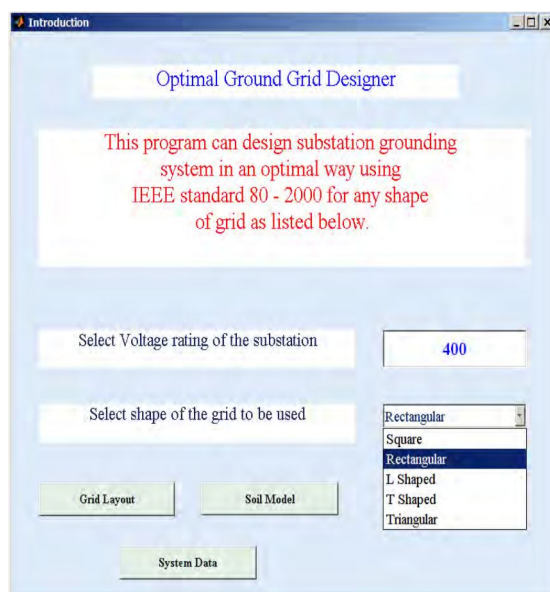 Introduction
Optimal Ground Grid Designer
This program can design substation grounding
system in an optimal way using
IEEE standard 80 - 2000 for any shape
of grid as listed below.
Select Voltage rating of the substation
400
Select shape of the grid to be used
Rectangular
Square
Rectangular
L Shaped
T Shaped
Triangular
Grid Layout
Soil Model
System Data